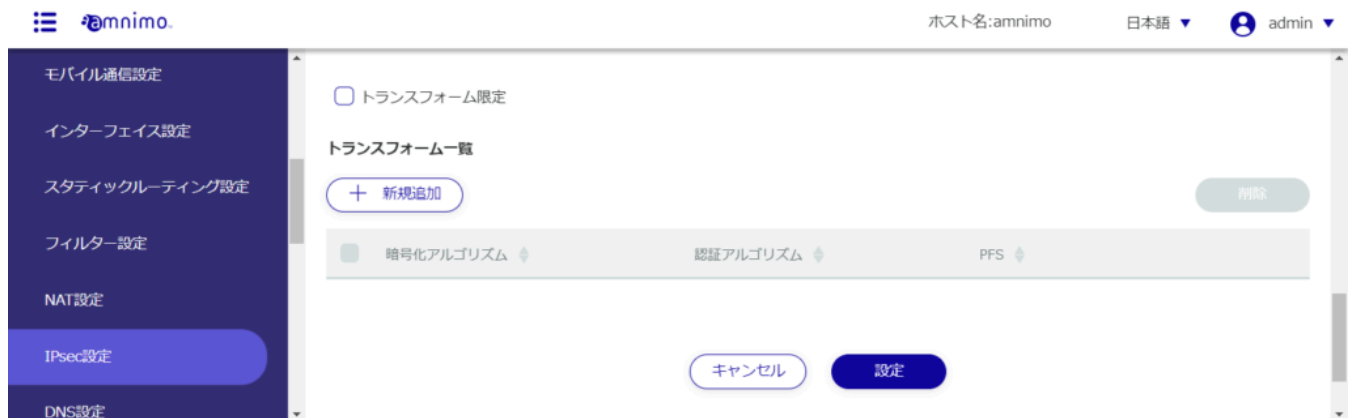 amnimo
ホスト名:amnimo
日本語 ▼
admin ▼
モバイル通信設定
インターフェイス設定
スタティックルーティング設定
フィルター設定
NAT設定
IPsec設定
DNS設定
トランスフォーム限定
トランスフォーム一覧
＋ 新規追加
削除
暗号化アルゴリズム
認証アルゴリズム
PFS
キャンセル
設定